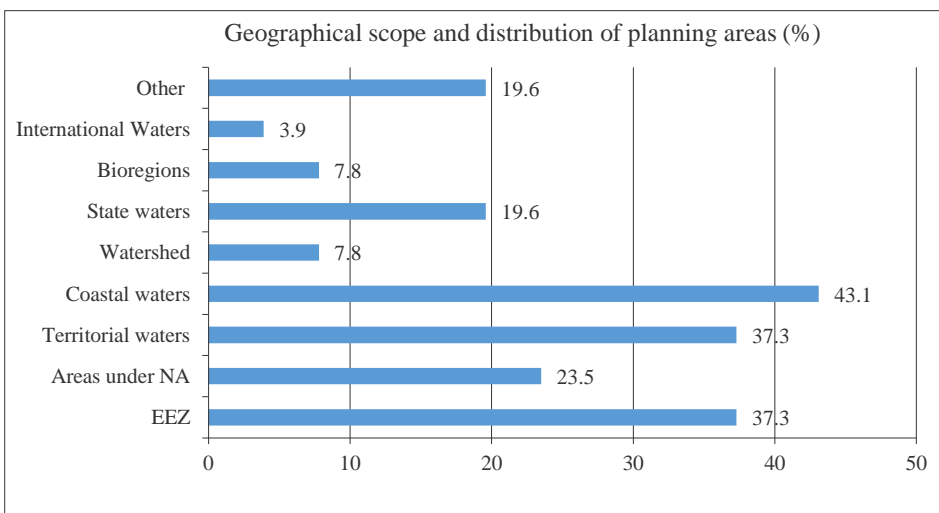 Geographical scope and distribution of planning areas (%)
Other 19.6
International Waters 3.9
Bioregions 7.8
State waters 19.6
Watershed 7.8
Coastal waters 43.1
Territorial waters 37.3
Areas under NA 23.5
EEZ 37.3
0 10 20 30 40 50